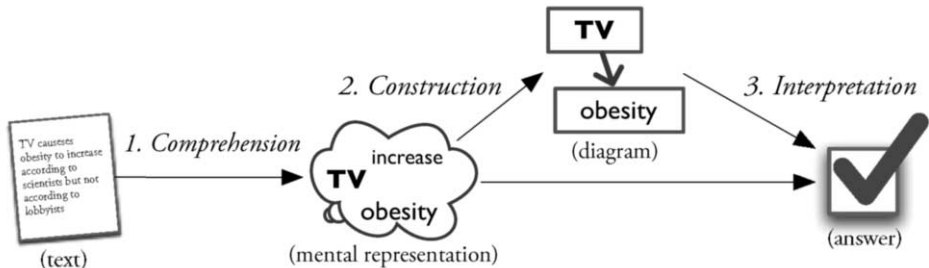 TV
2. Construction
3. Interpretation
obesity
(diagram)
TV causeses
obesity to increase
according to
scientists but not
according to
lobbyists
1. Comprehension
increase
TV
obesity
(text)
(mental representation)
(answer)